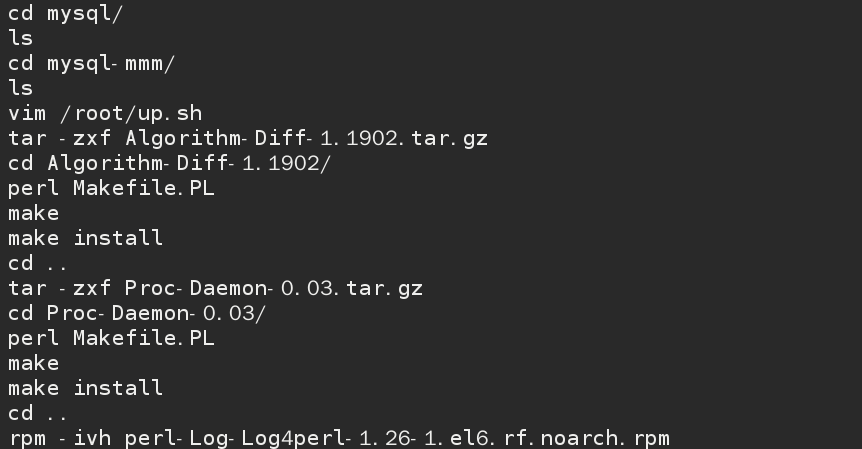 cd mysql/
ls
cd mysql-mmm/
ls
vim /root/up.sh
tar -zxf Algorithm-Diff-1.1902.tar.gz
cd Algorithm-Diff-1.1902/
perl Makefile.PL
make
make install
cd ..
tar -zxf Proc-Daemon-0.03.tar.gz
cd Proc-Daemon-0.03/
perl Makefile.PL
make
make install
cd ..
rpm -ivh perl-Log-Log4perl-1.26-1.el6.rf.noarch.rpm